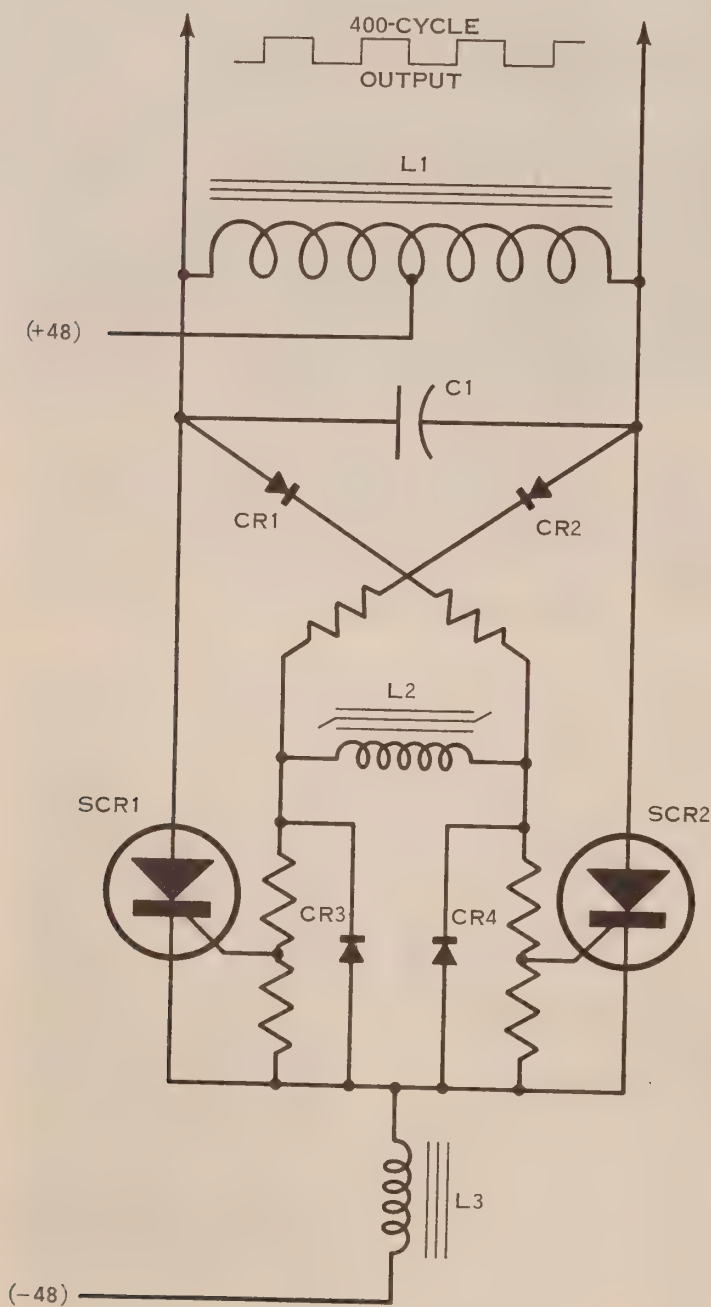 400-CYCLE
OUTPUT
L1
(+48)
C1
CR1
CR2
L2
SCR1
SCR2
CR3
CR4
L3
(-48)